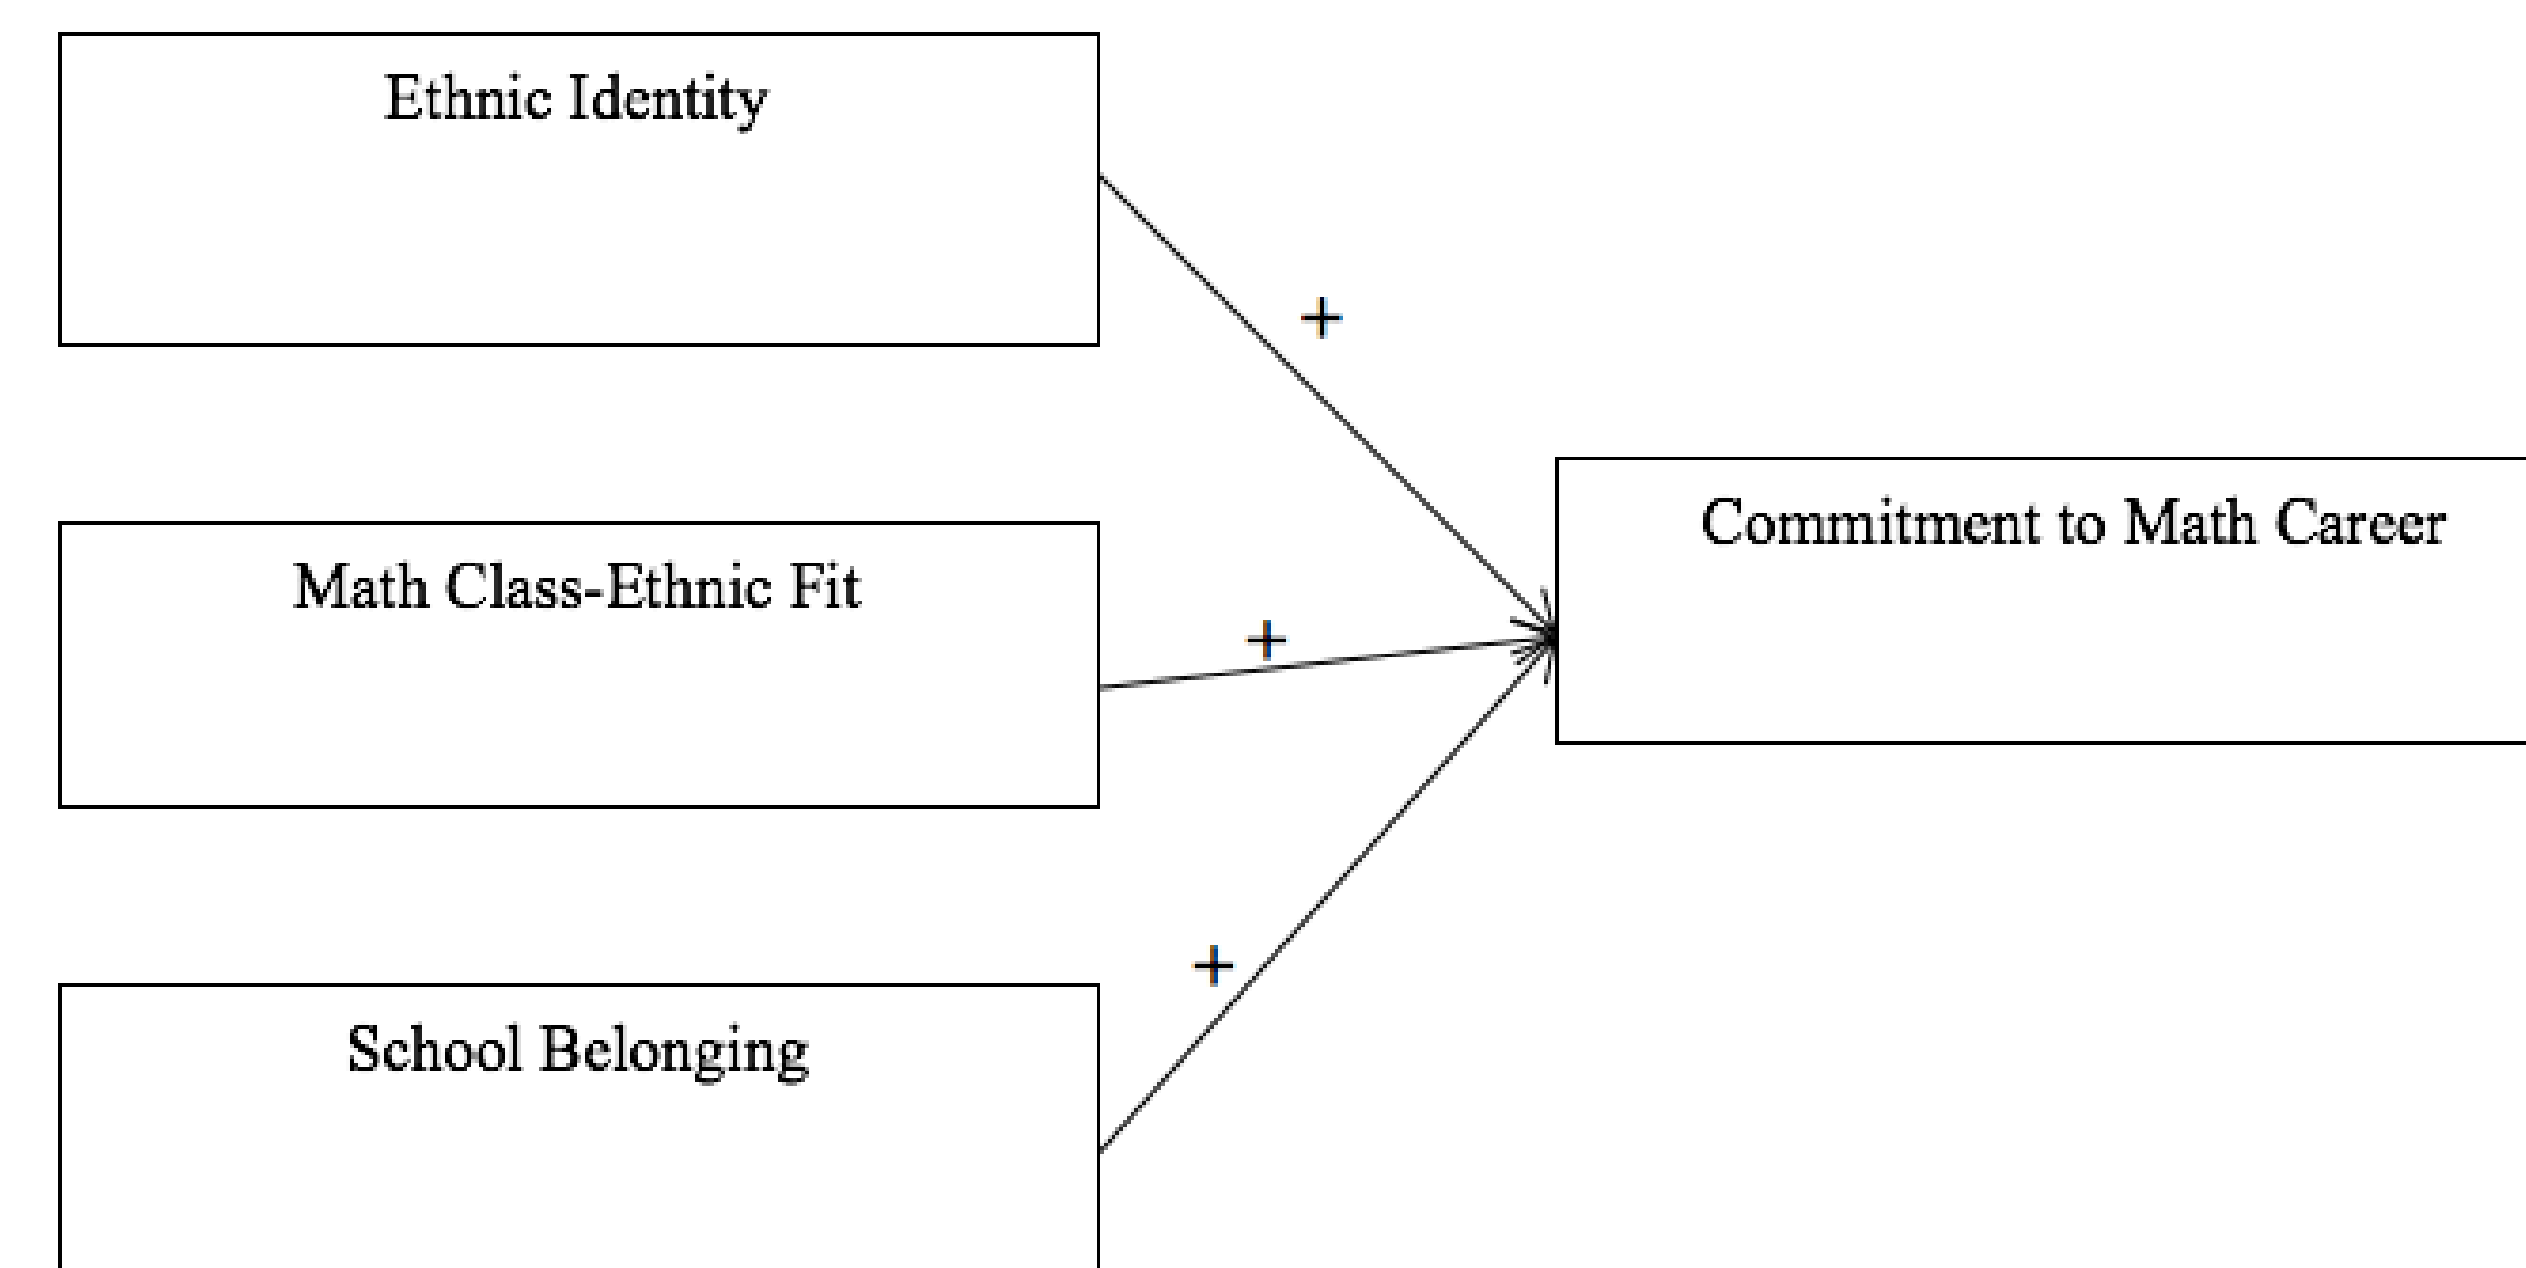 Ethnic Identity
+
Commitment to Math Career
Math Class-Ethnic Fit
+
+
School Belonging